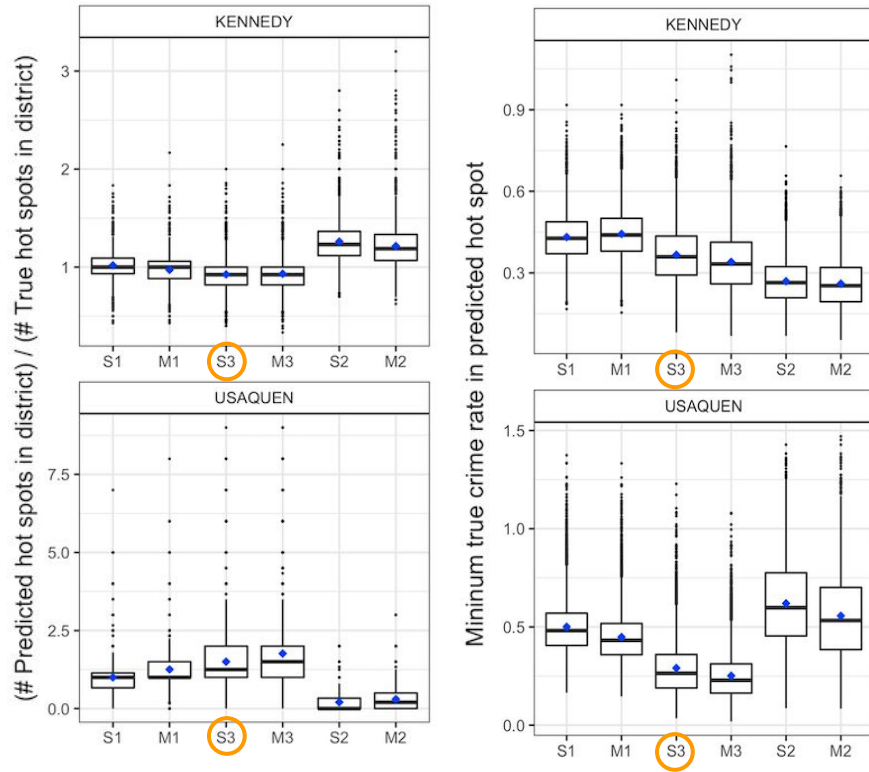 (# Predicted hot spots in district) / (# True hot spots in district)
KENNEDY
3
2
1
S1 M1 S3 M3 S2 M2
USAQUEN
7.5
5.0
2.5
0.0
S1 M1 S3 M3 S2 M2
Mininum true crime rate in predicted hot spot
KENNEDY
0.9
0.6
0.3
S1 M1 S3 M3 S2 M2
USAQUEN
1.5
1.0
0.5
0.0
S1 M1 S3 M3 S2 M2